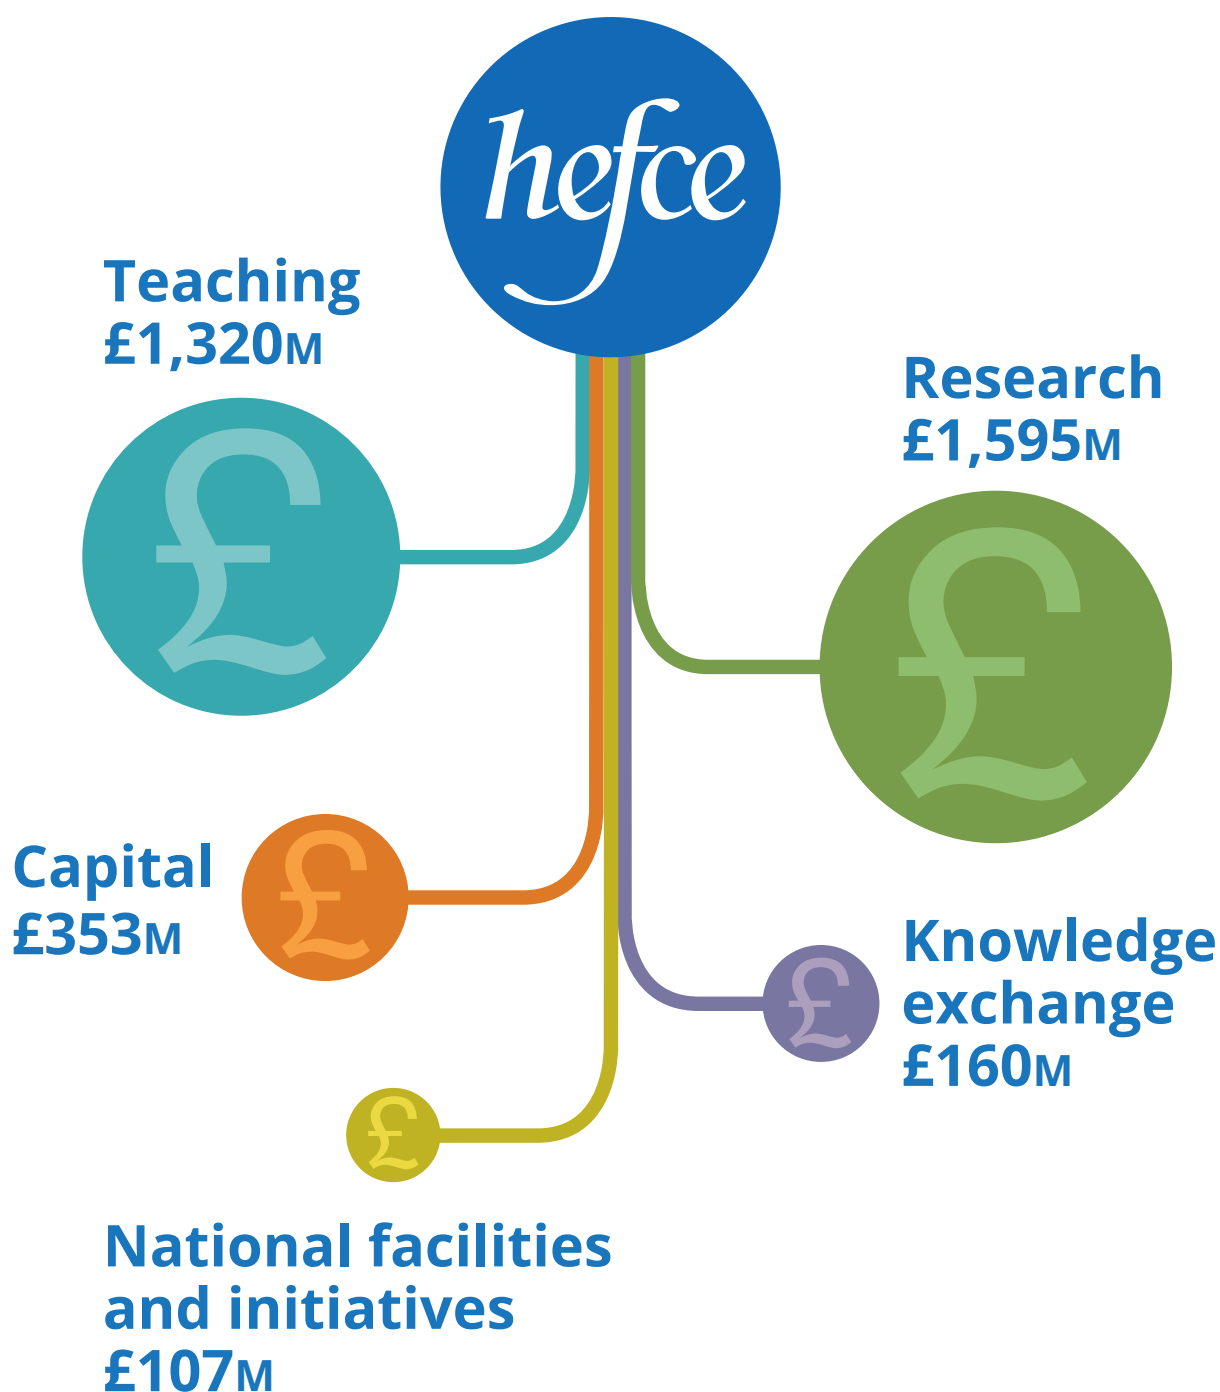 hefce
Teaching
£1,320M
Research
£1,595M
£
£
Capital
£353M
£
Knowledge
exchange
£160M
£
£
National facilities
and initiatives
£107M